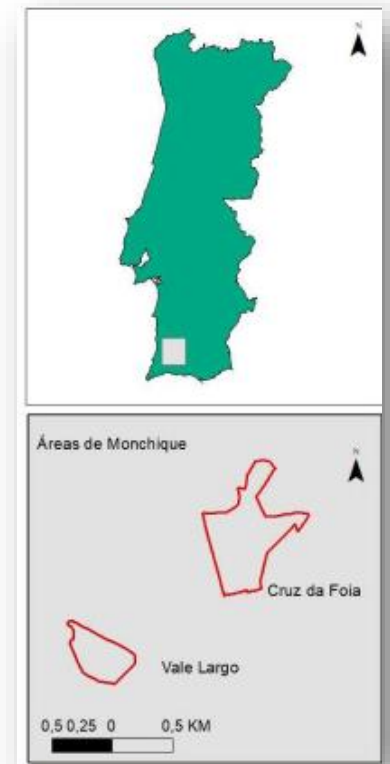 N
Áreas de Monchique
N
Cruz da Foia
Vale Largo
0,5 0,25 0 0,5 KM